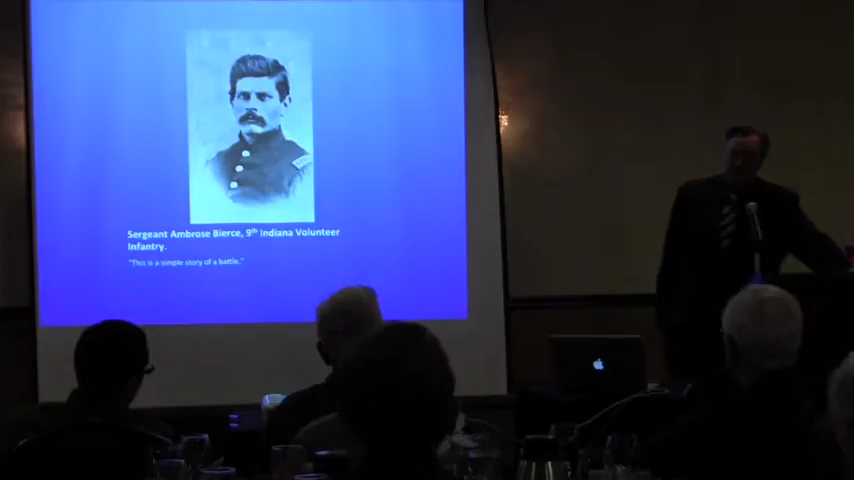 Sergeant Ambrose Bierce, 9th Indiana Volunteer
Infantry.
"This is a simple story of a battle."